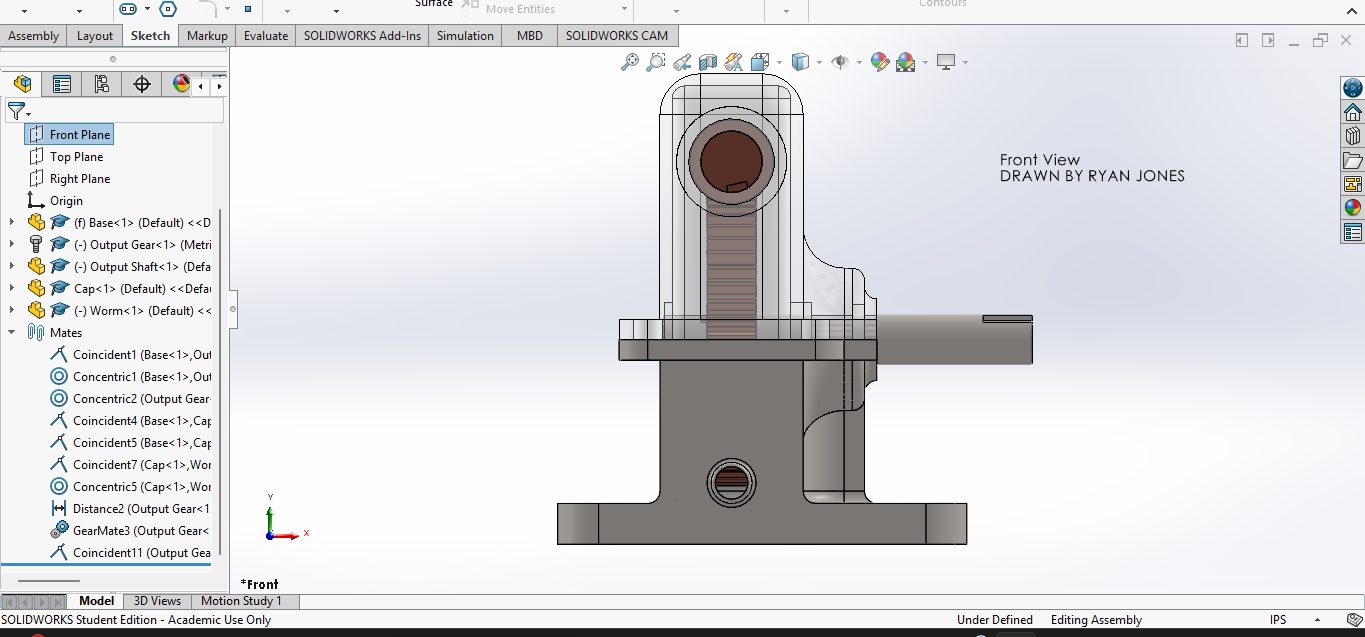 Surface
Move Entities
Contours
Assembly Layout Sketch Markup Evaluate SOLIDWORKS Add-Ins Simulation MBD SOLIDWORKS CAM
Front Plane
Top Plane
Right Plane
Origin
(f) Base<1> (Default) <<D
(-) Output Gear<1> (Metri
(-) Output Shaft<1> (Defa
Cap<1> (Default) <<Defau
(-) Worm<1> (Default) <<
Mates
Coincident1 (Base<1>,Out
Concentric1 (Base<1>,Out
Concentric2 (Output Gear
Coincident4 (Base<1>,Cap
Coincident5 (Base<1>,Cap
Coincident7 (Cap<1>,Wor
Concentric5 (Cap<1>,Wor
Distance2 (Output Gear<1
GearMate3 (Output Gear<
Coincident11 (Output Gea
Front View
DRAWN BY RYAN JONES
Y
X
*Front
Model 3D Views Motion Study 1
SOLIDWORKS Student Edition - Academic Use Only
Under Defined Editing Assembly IPS